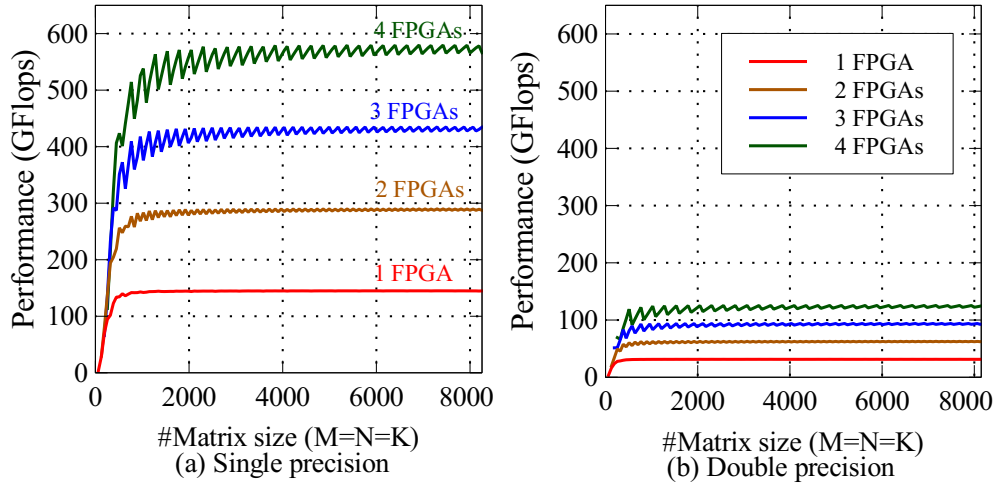 Performance (GFlops)
600
500
400
300
200
100
0
4 FPGAs
3 FPGAs
2 FPGAs
1 FPGA
0
2000
4000
6000
8000
#Matrix size (M=N=K)
(a) Single precision
Performance (GFlops)
600
500
400
300
200
100
0
1 FPGA
2 FPGAs
3 FPGAs
4 FPGAs
0
2000
4000
6000
8000
#Matrix size (M=N=K)
(b) Double precision